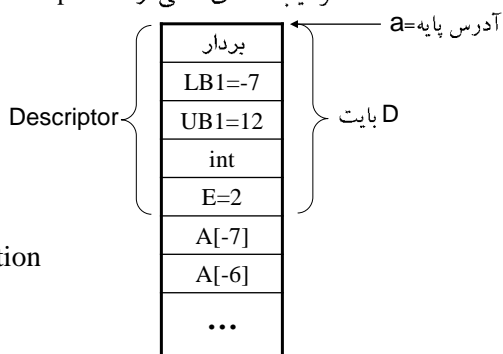 آدرس پایه=a
بردار
LB1=-7
Descriptor
UB1=12
D بایت
int
E=2
A[-7]
tion
A[-6]
...